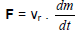 F = vr . dm/dt